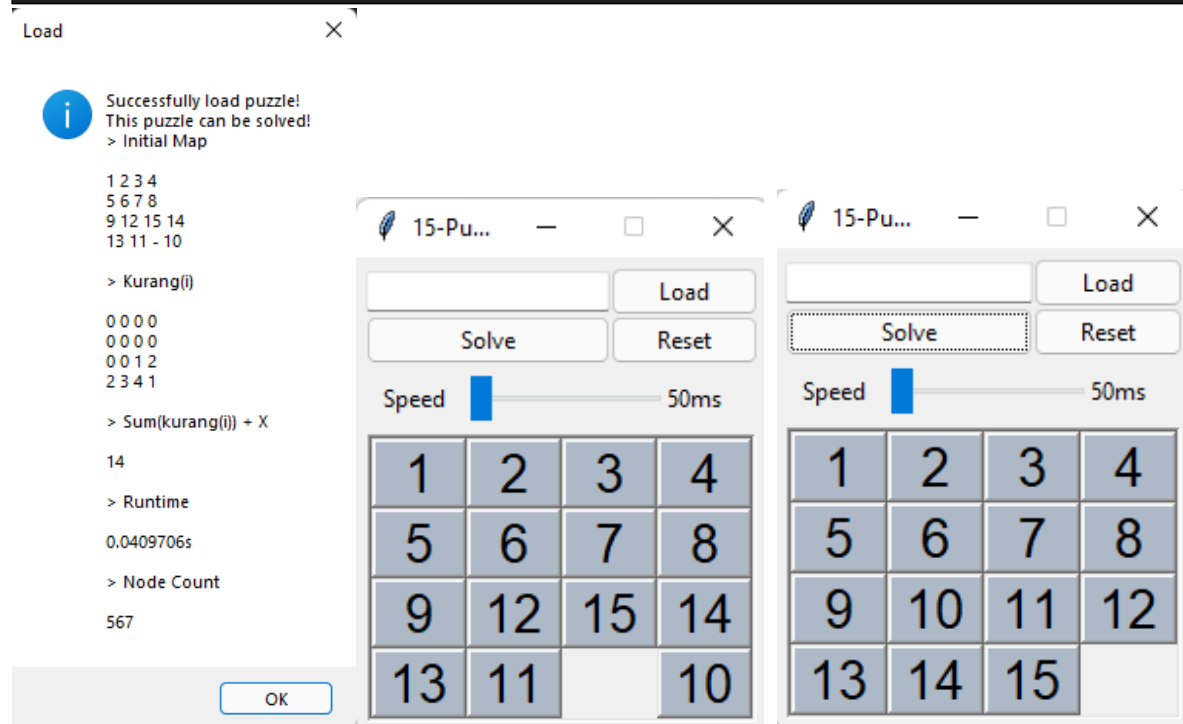 Load
Successfully load puzzle!
This puzzle can be solved!
> Initial Map
1 2 3 4
5 6 7 8
9 12 15 14
13 11 - 10
> Kurang(i)
0 0 0 0
0 0 0 0
0 0 1 2
2 3 4 1
> Sum(kurang(i)) + X
14
> Runtime
0.0409706s
> Node Count
567
OK
15-Pu...
Load
Solve Reset
Speed 50ms
1 2 3 4
5 6 7 8
9 12 15 14
13 11 10
15-Pu...
Load
Solve Reset
Speed 50ms
1 2 3 4
5 6 7 8
9 10 11 12
13 14 15